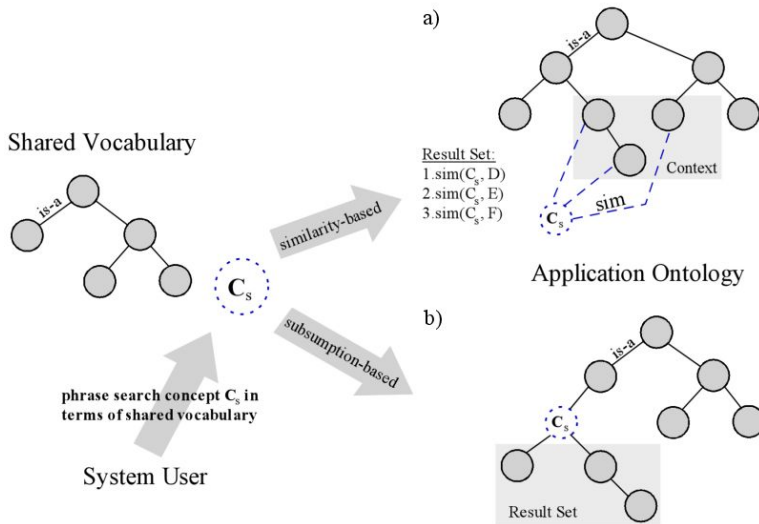 a)
is-a
Shared Vocabulary
is-a
Result Set:
1.sim(Cs, D)
2.sim(Cs, E)
3.sim(Cs, F)
Context
sim
Cs
similarity-based
Cs
Application Ontology
b)
subsumption-based
is-a
phrase search concept Cs in
terms of shared vocabulary
Cs
System User
Result Set